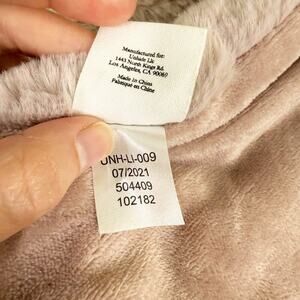 Manufactured for:
Unhide Llc
1443 North Kings Rd.
Los Angeles, CA 90069
Made in China
Fabriqué en Chine
UNH-LI-009
07/2021
504409
102182